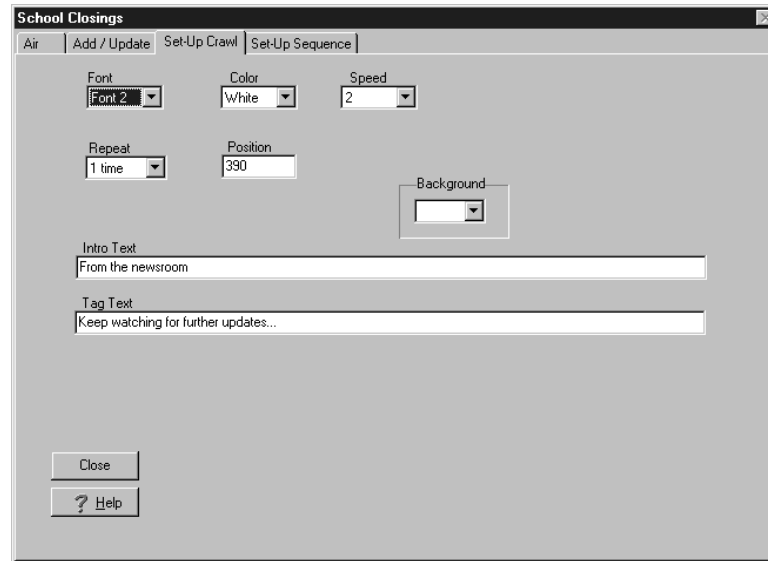 School Closings
Air Add / Update Set-Up Crawl Set-Up Sequence
Font Color Speed
Font 2 White 2
Repeat Position
1 time 390
Background
Intro Text
From the newsroom
Tag Text
Keep watching for further updates...
Close
? Help